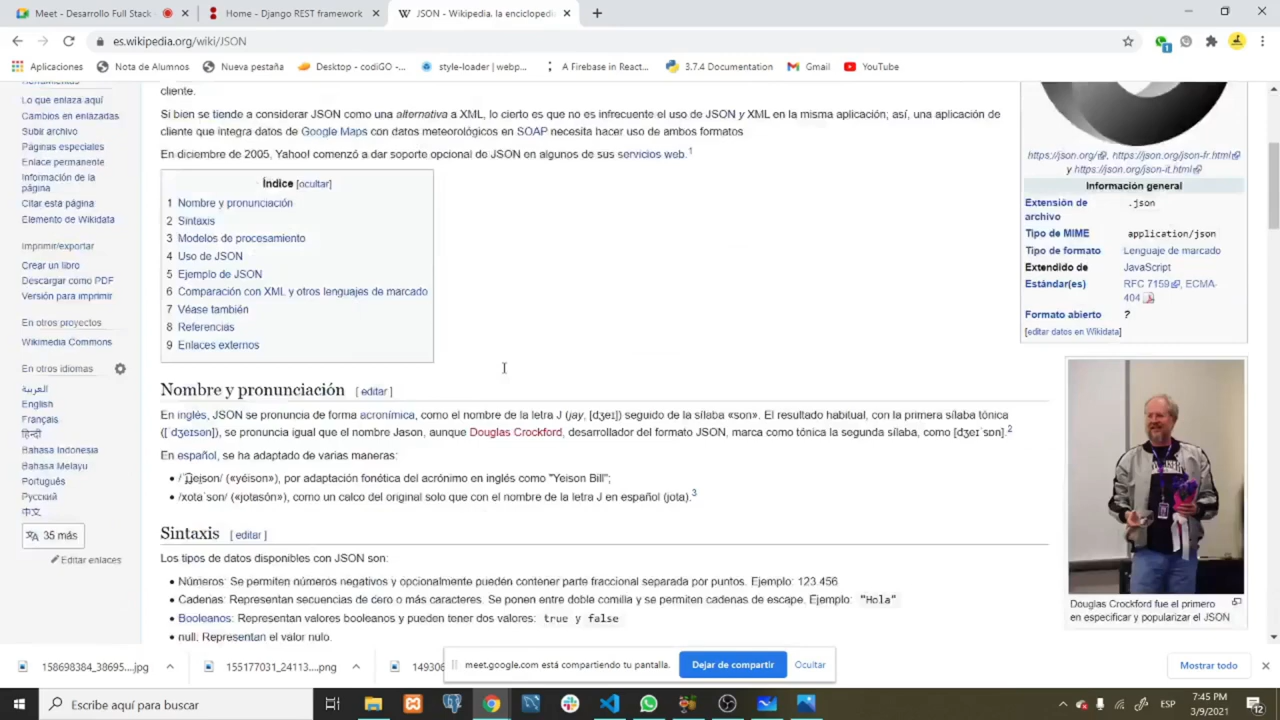 Meet - Desarrollo Full Stack
Home - Django REST framework
JSON - Wikipedia, la enciclopedi
es.wikipedia.org/wiki/JSON
Aplicaciones
Nota de Alumnos
Nueva pestaña
Desktop - codiGO -...
style-loader | webp...
A Firebase in React...
3.7.4 Documentation
Gmail
YouTube
Herramientas
Lo que enlaza aquí
Cambios en enlazadas
Subir archivo
Páginas especiales
Enlace permanente
Información de la
página
Citar esta página
Elemento de Wikidata
Imprimir/exportar
Crear un libro
Descargar como PDF
Versión para imprimir
En otros proyectos
Wikimedia Commons
En otros idiomas
العربية
English
Français
हिन्दी
Bahasa Indonesia
Bahasa Melayu
Português
Русский
中文
35 más
Editar enlaces
cliente.
Si bien se tiende a considerar JSON como una alternativa a XML, lo cierto es que no es infrecuente el uso de JSON y XML en la misma aplicación; así, una aplicación de
cliente que integra datos de Google Maps con datos meteorológicos en SOAP necesita hacer uso de ambos formatos
En diciembre de 2005, Yahoo! comenzó a dar soporte opcional de JSON en algunos de sus servicios web.1
Índice [ocultar]
1 Nombre y pronunciación
2 Sintaxis
3 Modelos de procesamiento
4 Uso de JSON
5 Ejemplo de JSON
6 Comparación con XML y otros lenguajes de marcado
7 Véase también
8 Referencias
9 Enlaces externos
Nombre y pronunciación [ editar ]
En inglés, JSON se pronuncia de forma acronímica, como el nombre de la letra J (jay, [dʒeɪ]) seguido de la sílaba «son». El resultado habitual, con la primera sílaba tónica
([ˈdʒeɪsən]), se pronuncia igual que el nombre Jason, aunque Douglas Crockford, desarrollador del formato JSON, marca como tónica la segunda sílaba, como [dʒeɪˈsɒn].2
En español, se ha adaptado de varias maneras:
• («yéison»), por adaptación fonética del acrónimo en inglés como "Yeison Bill";
• /xotaˈson/ («jotasón»), como un calco del original solo que con el nombre de la letra J en español (jota).3
Sintaxis [ editar ]
Los tipos de datos disponibles con JSON son:
• Números: Se permiten números negativos y opcionalmente pueden contener parte fraccional separada por puntos. Ejemplo: 123.456
• Cadenas: Representan secuencias de cero o más caracteres. Se ponen entre doble comilla y se permiten cadenas de escape. Ejemplo: "Hola"
• Booleanos: Representan valores booleanos y pueden tener dos valores: true y false
• null: Representan el valor nulo.
https://json.org/, https://json.org/json-fr.html
y https://json.org/json-it.html
Información general
Extensión de
archivo
.json
Tipo de MIME application/json
Tipo de formato Lenguaje de marcado
Extendido de JavaScript
Estándar(es) RFC 7159, ECMA-
404
Formato abierto ?
[editar datos en Wikidata]
Douglas Crockford fue el primero
en especificar y popularizar el JSON
158698384_38695....jpg
155177031_24113....png
149306
meet.google.com está compartiendo tu pantalla.
Dejar de compartir
Ocultar
Mostrar todo
Escribe aquí para buscar
ESP
7:45 PM
3/9/2021
12